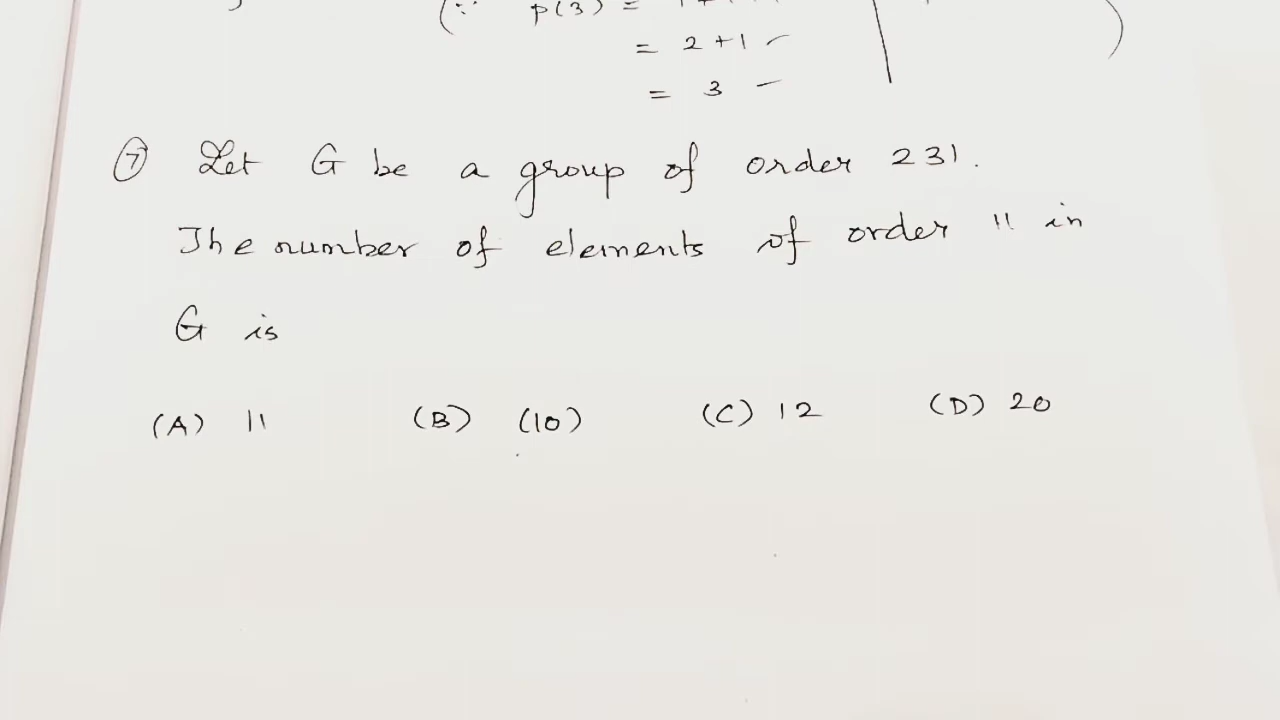 (∵ p(3) =
= 2 + 1 –
= 3 –
⑦ Let G be a group of order 231.
The number of elements of order 11 in
G is
(A) 11 (B) (10) (C) 12 (D) 20